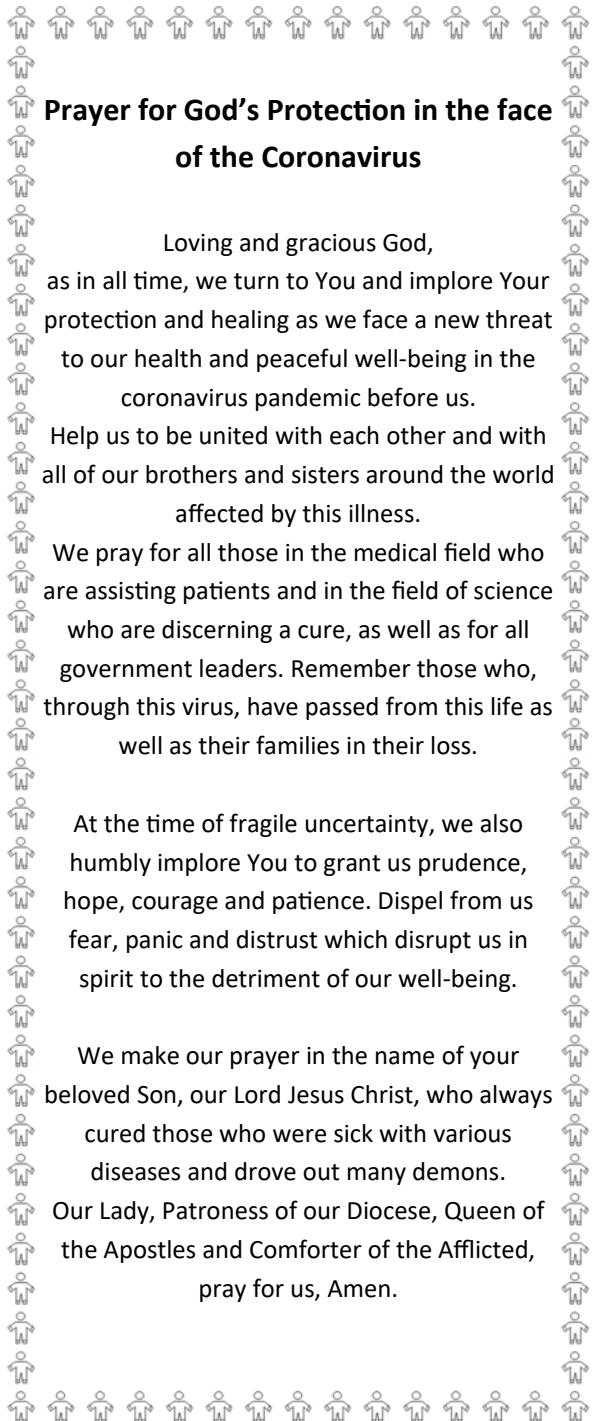 Prayer for God's Protection in the face
of the Coronavirus
Loving and gracious God,
as in all time, we turn to You and implore Your
protection and healing as we face a new threat
to our health and peaceful well-being in the
coronavirus pandemic before us.
Help us to be united with each other and with
all of our brothers and sisters around the world
affected by this illness.
We pray for all those in the medical field who
are assisting patients and in the field of science
who are discerning a cure, as well as for all
government leaders. Remember those who,
through this virus, have passed from this life as
well as their families in their loss.
At the time of fragile uncertainty, we also
humbly implore You to grant us prudence,
hope, courage and patience. Dispel from us
fear, panic and distrust which disrupt us in
spirit to the detriment of our well-being.
We make our prayer in the name of your
beloved Son, our Lord Jesus Christ, who always
cured those who were sick with various
diseases and drove out many demons.
Our Lady, Patroness of our Diocese, Queen of
the Apostles and Comforter of the Afflicted,
pray for us, Amen.